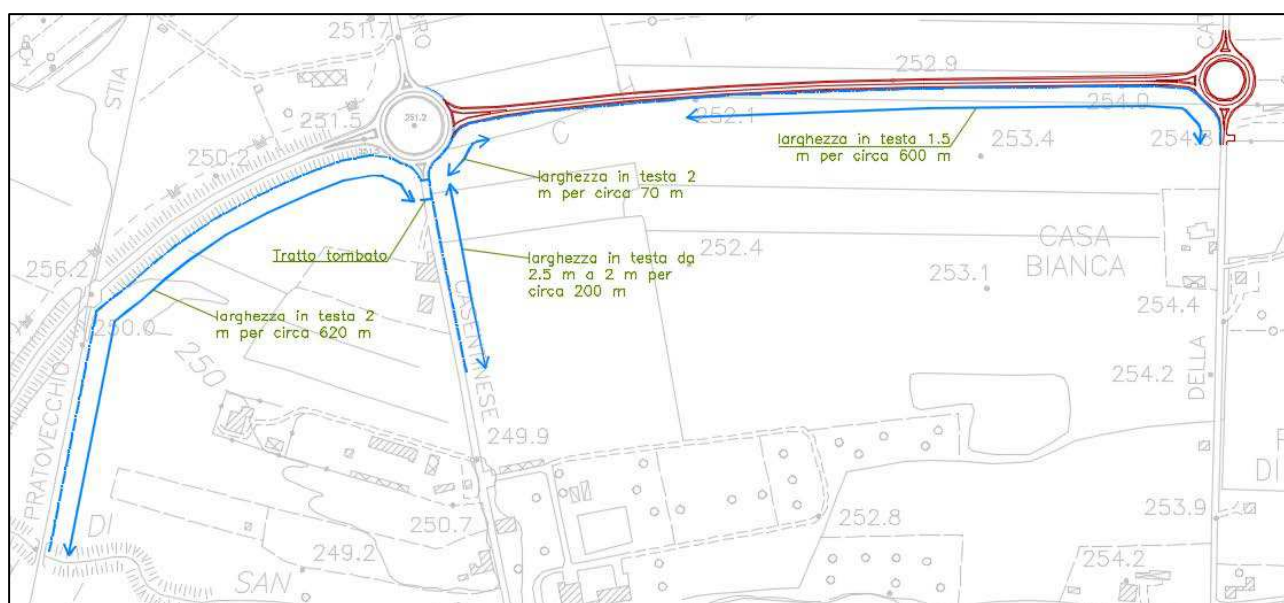 251.7
SIRO
CAT
STIA
252.9
251.5
251.2
254.0
250.2
C
252.1
larghezza in testa 1.5
m per circa 600 m
253.4
254.3
larghezza in testa 2
m per circa 70 m
Tratto tombato
larghezza in testa da
2.5 m a 2 m per
circa 200 m
252.4
CASA
BIANCA
256.2
253.1
254.4
larghezza in testa 2
m per circa 620 m
250.0
CASENTINESE
250
PRATOVECCHIO
DELLA
254.2
249.9
DI
253.9
250.7
252.8
DI
249.2
254.2
SAN